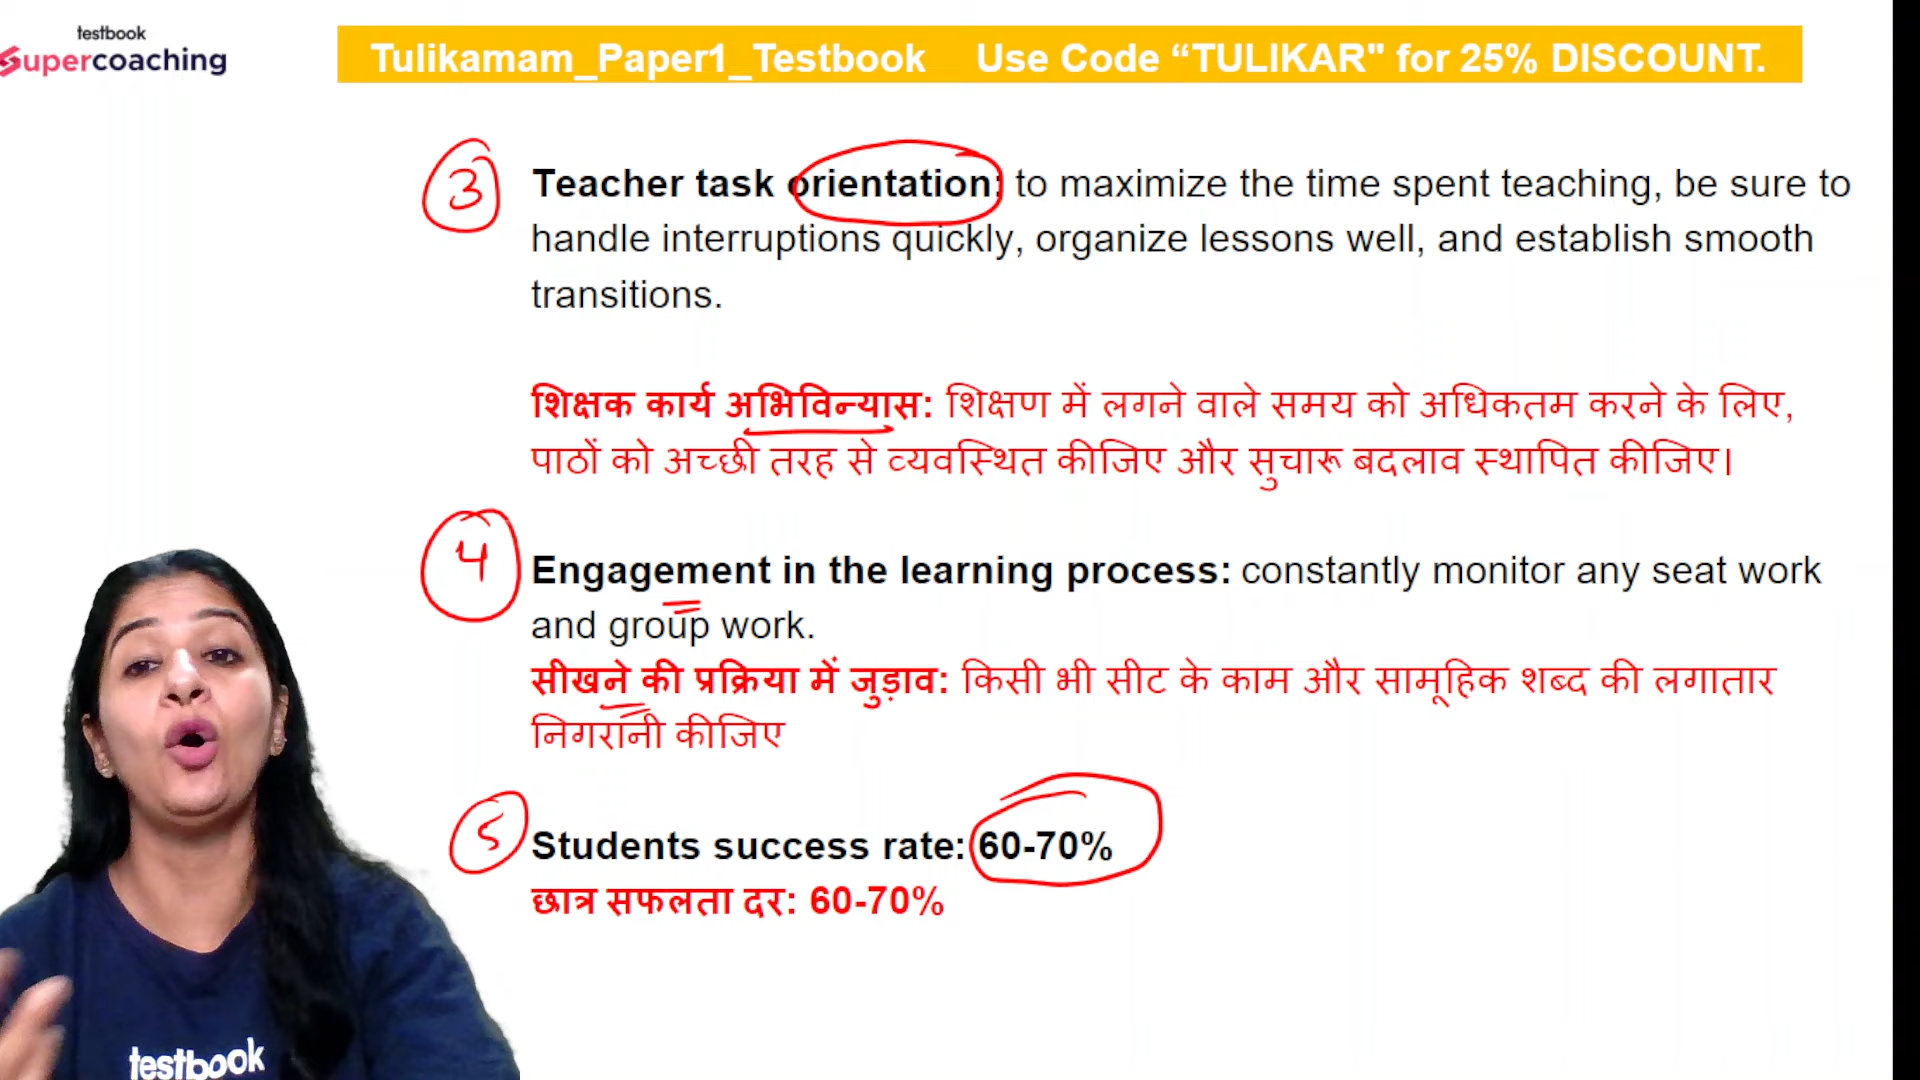 testbook
Supercoaching
Tulikamam_Paper1_Testbook Use Code “TULIKAR" for 25% DISCOUNT.
3 Teacher task orientation: to maximize the time spent teaching, be sure to
handle interruptions quickly, organize lessons well, and establish smooth
transitions.
शिक्षक कार्य अभिविन्यास: शिक्षण में लगने वाले समय को अधिकतम करने के लिए,
पाठों को अच्छी तरह से व्यवस्थित कीजिए और सुचारू बदलाव स्थापित कीजिए।
4 Engagement in the learning process: constantly monitor any seat work
and group work.
सीखने की प्रक्रिया में जुड़ाव: किसी भी सीट के काम और सामूहिक शब्द की लगातार
निगरानी कीजिए
5 Students success rate: 60-70%
छात्र सफलता दर: 60-70%
testbook